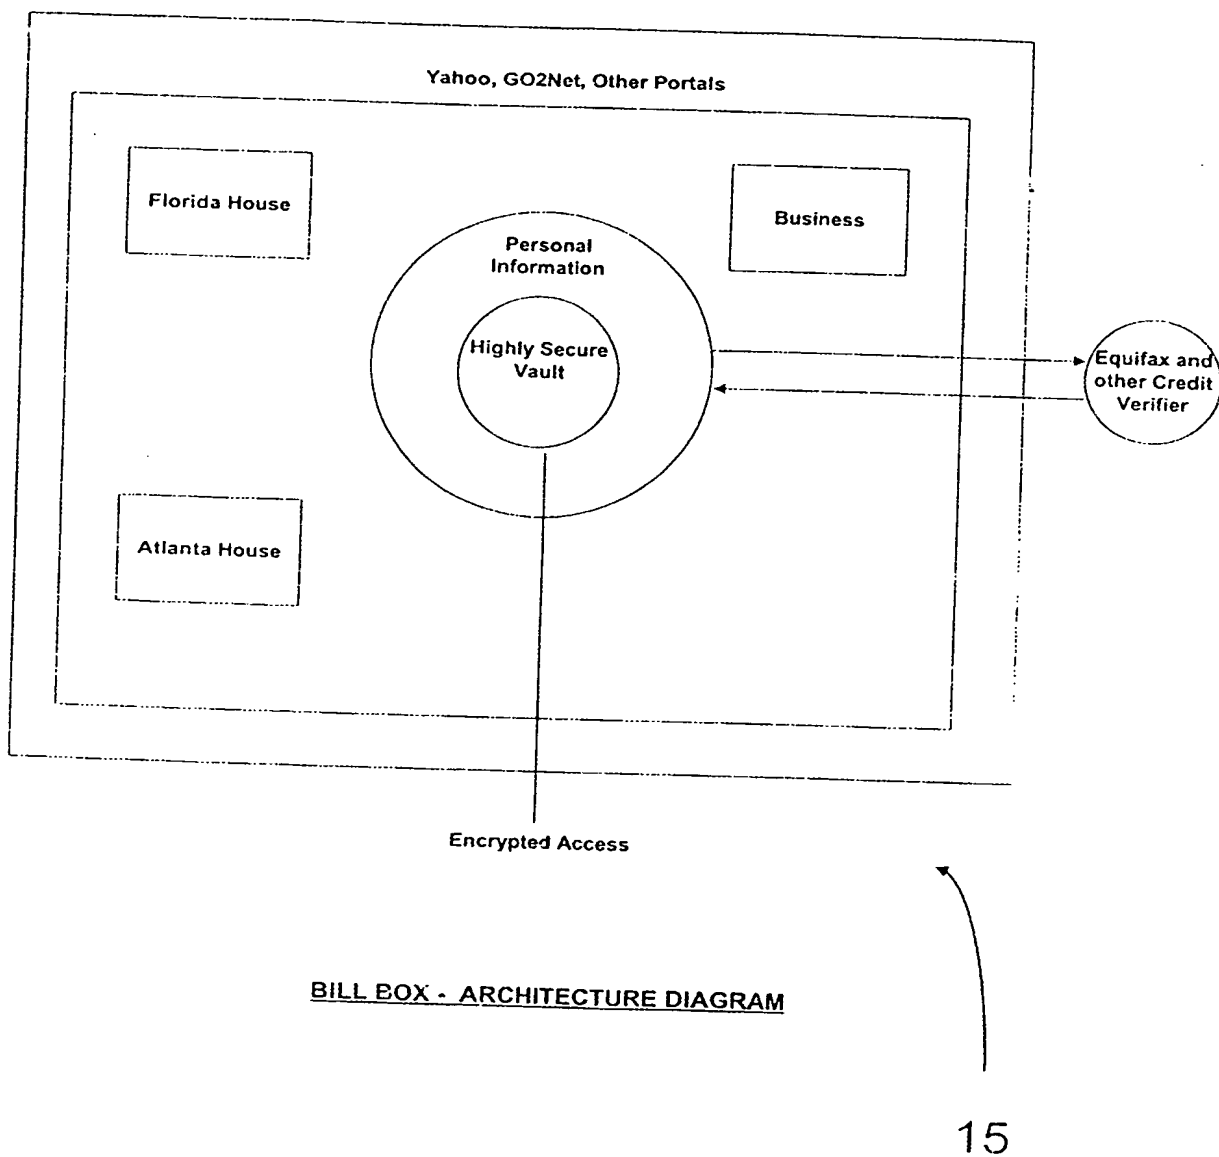 Yahoo, GO2Net, Other Portals
Florida House
Business
Personal
Information
Highly Secure
Vault
Equifax and
other Credit
Verifier
Atlanta House
Encrypted Access
BILL BOX - ARCHITECTURE DIAGRAM
15